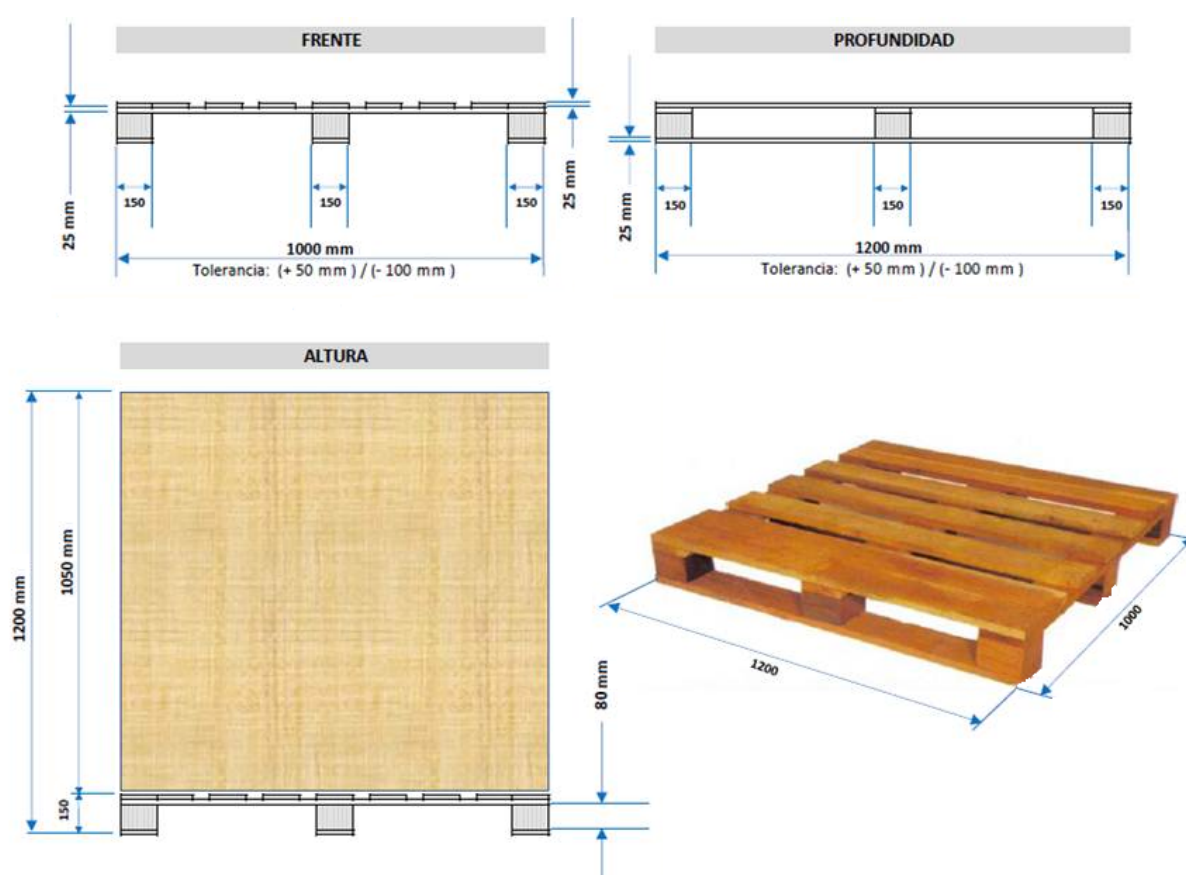 FRENTE
25 mm
150
150
150
25 mm
1000 mm
Tolerancia: (+ 50 mm ) / (- 100 mm )
PROFUNDIDAD
25 mm
150
150
150
1200 mm
Tolerancia: (+ 50 mm ) / (- 100 mm )
ALTURA
1200 mm
1050 mm
150
80 mm
1200
1000